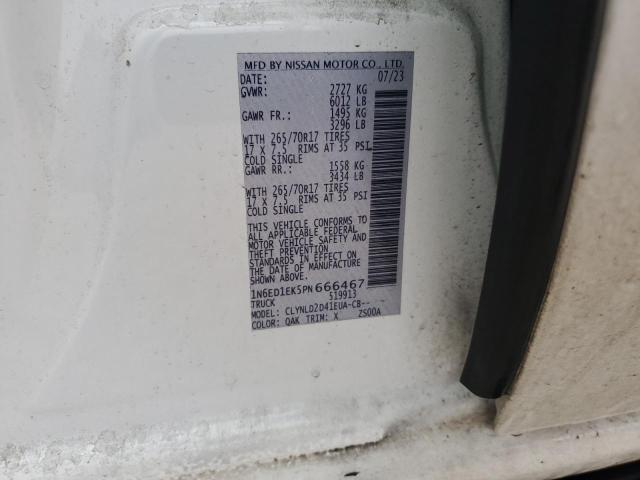 MFD BY NISSAN MOTOR CO., LTD.
DATE: 07/23
GVWR: 2727 KG
6012 LB
GAWR FR.: 1495 KG
3296 LB
WITH 265/70R17 TIRES
17 X 7.5 RIMS AT 35 PSI
COLD SINGLE
GAWR RR.: 1558 KG
3434 LB
WITH 265/70R17 TIRES
17 X 7.5 RIMS AT 35 PSI
COLD SINGLE
THIS VEHICLE CONFORMS TO
ALL APPLICABLE FEDERAL
MOTOR VEHICLE SAFETY AND
THEFT PREVENTION
STANDARDS IN EFFECT ON
THE DATE OF MANUFACTURE
SHOWN ABOVE.
1N6ED1EK5PN666467
TRUCK 519913
MODEL: CLYNLD2D41EUA-CB--
COLOR: QAK TRIM: X ZS00A